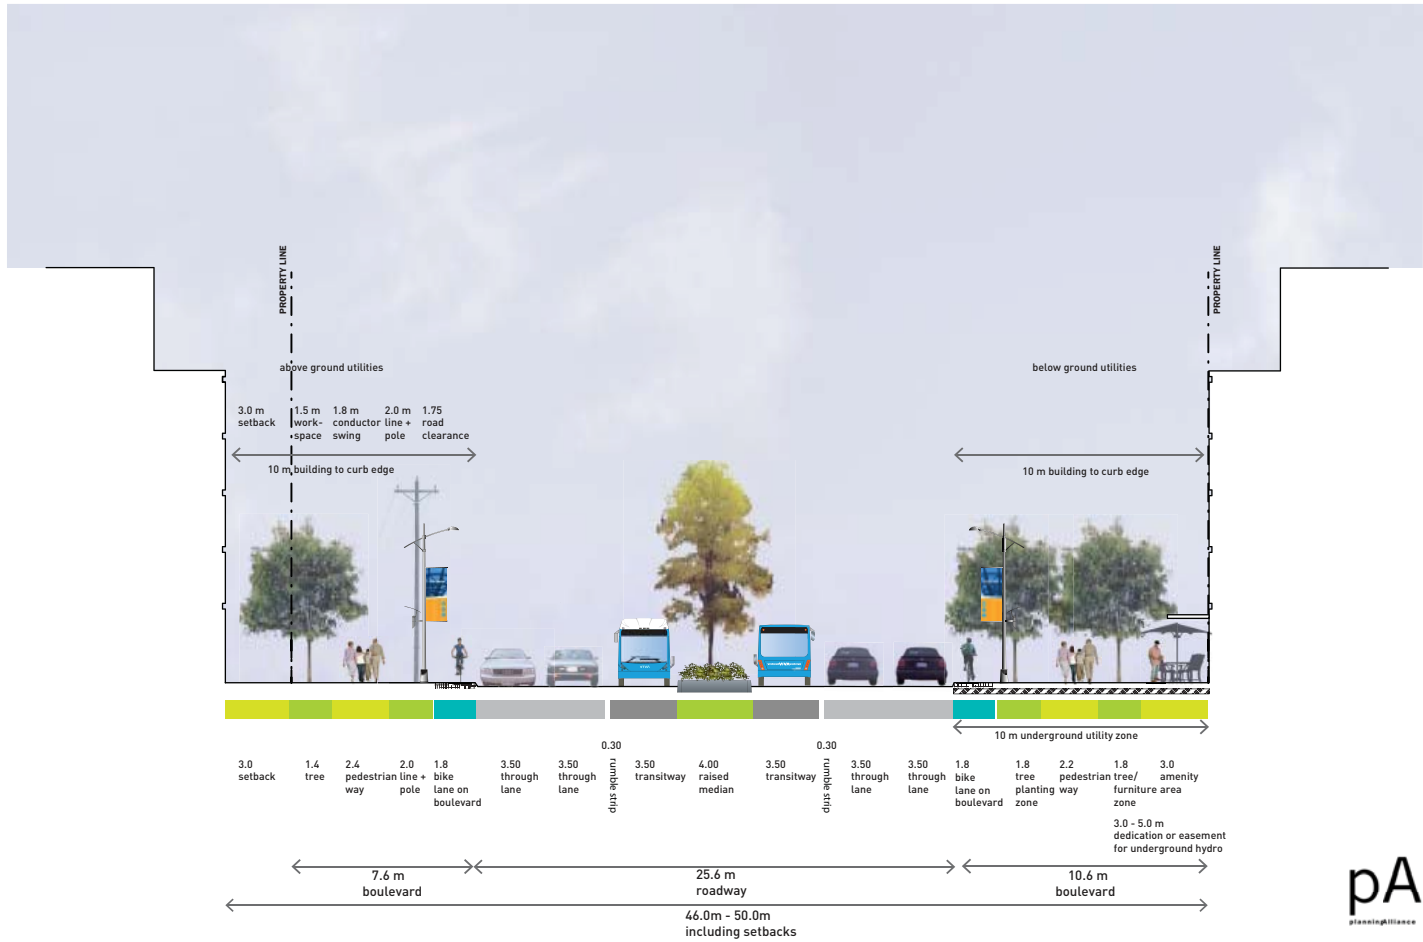 PROPERTY LINE
PROPERTY LINE
above ground utilities
below ground utilities
3.0 m
setback
1.5 m
work-
space
1.8 m
conductor
swing
2.0 m
line +
pole
1.75
road
clearance
10 m building to curb edge
10 m building to curb edge
10 m underground utility zone
3.0
setback
1.4
tree
2.4
pedestrian
way
2.0
line +
pole
1.8
bike
lane on
boulevard
3.50
through
lane
3.50
through
lane
0.30
rumble strip
3.50
transitway
4.00
raised
median
3.50
transitway
0.30
rumble strip
3.50
through
lane
3.50
through
lane
1.8
bike
lane on
boulevard
1.8
tree
planting
zone
2.2
pedestrian
way
1.8
tree/
furniture
zone
3.0
amenity
area
3.0 - 5.0 m
dedication or easement
for underground hydro
7.6 m
boulevard
25.6 m
roadway
10.6 m
boulevard
46.0m - 50.0m
including setbacks
pA
planningAlliance